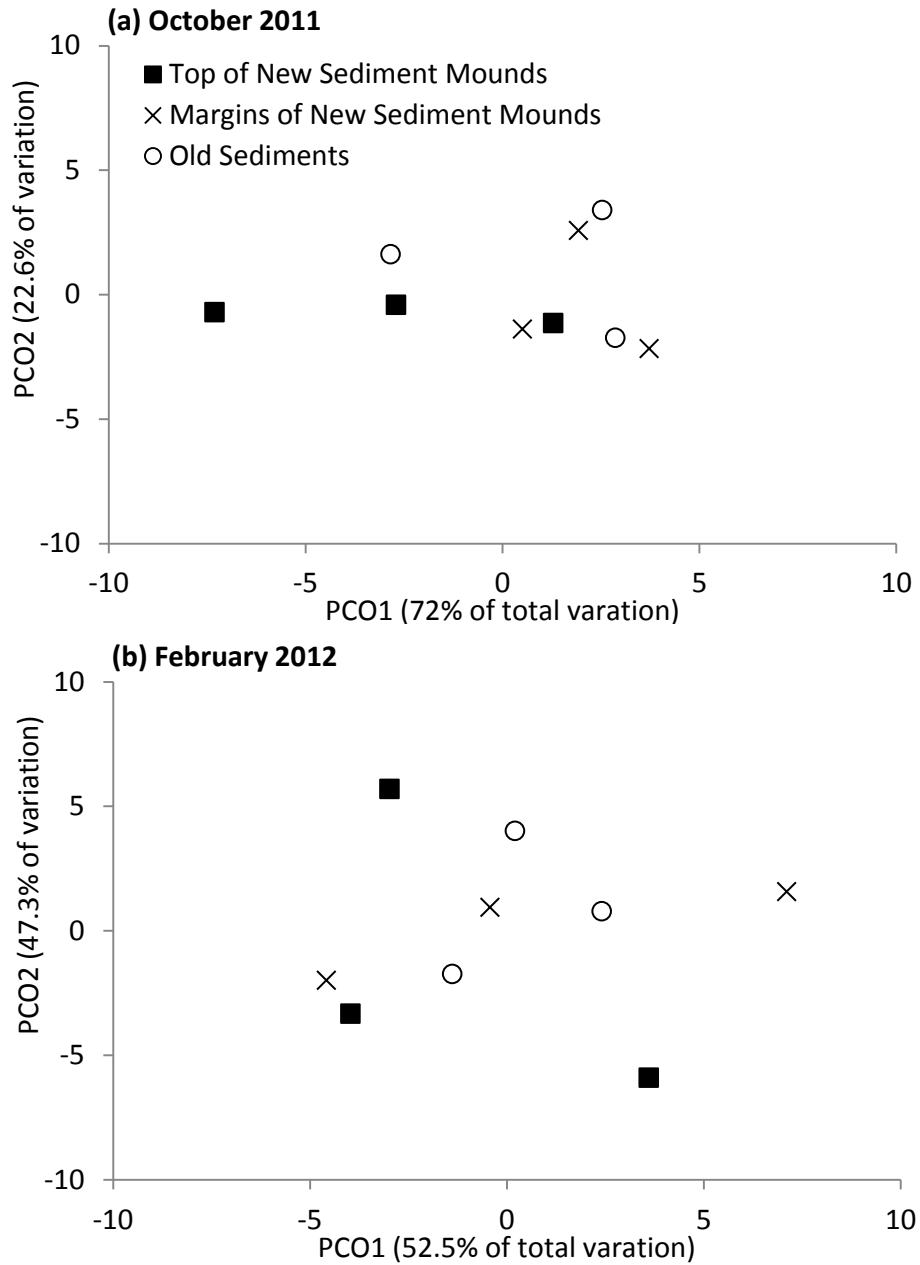 (a) October 2011
10
Top of New Sediment Mounds
Margins of New Sediment Mounds
Old Sediments
5
0
-5
-10
PCO2 (22.6% of variation)
-10 -5 0 5 10
PCO1 (72% of total varation)
(b) February 2012
10
5
0
-5
-10
PCO2 (47.3% of variation)
-10 -5 0 5 10
PCO1 (52.5% of total varation)